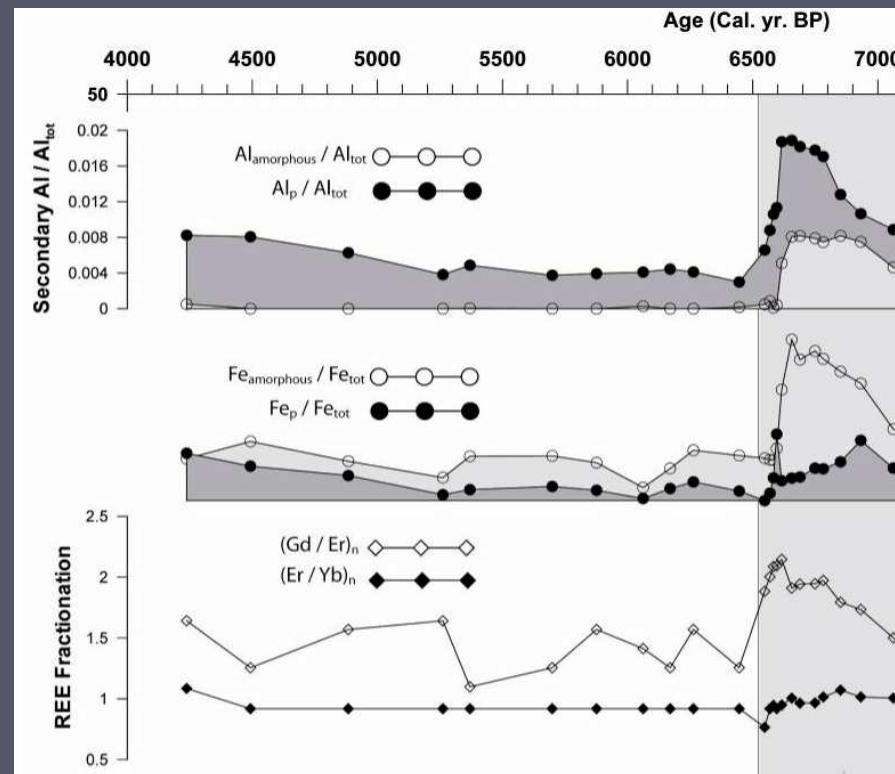 Age (Cal. yr. BP)
4000 4500 5000 5500 6000 6500 7000
50
Secondary Al / Al_tot
0.02
0.016
0.012
0.008
0.004
0
Al_amorphous / Al_tot
Al_p / Al_tot
Fe_amorphous / Fe_tot
Fe_p / Fe_tot
REE Fractionation
2.5
2
1.5
1
0.5
(Gd / Er)_n
(Er / Yb)_n